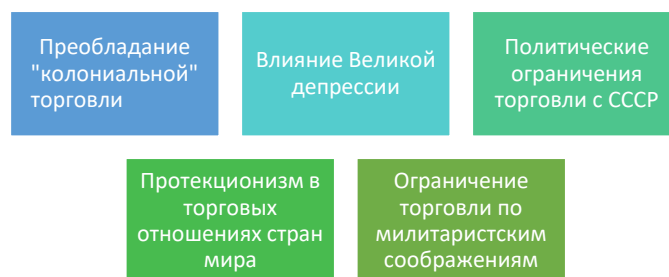 Преобладание
"колониальной"
торговли
Влияние Великой
депрессии
Политические
ограничения
торговли с СССР
Протекционизм в
торговых
отношениях стран
мира
Ограничение
торговли по
милитаристским
соображениям